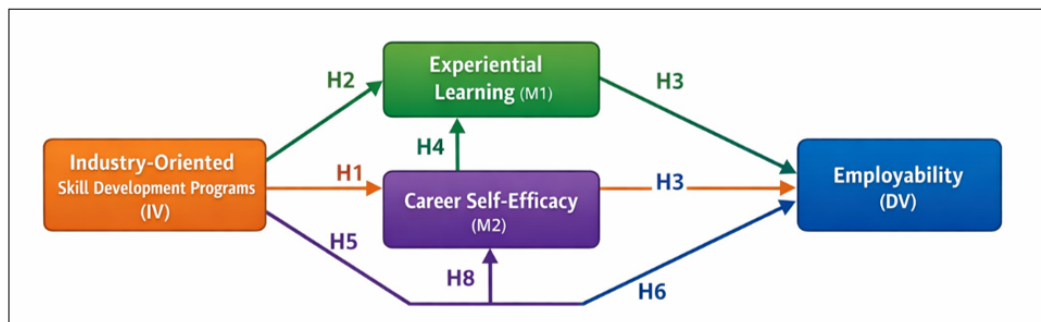 Experiential
Learning (M1)
H2
H3
H4
Industry-Oriented
Skill Development Programs
(IV)
H1
Career Self-Efficacy
(M2)
H3
Employability
(DV)
H5
H8
H6